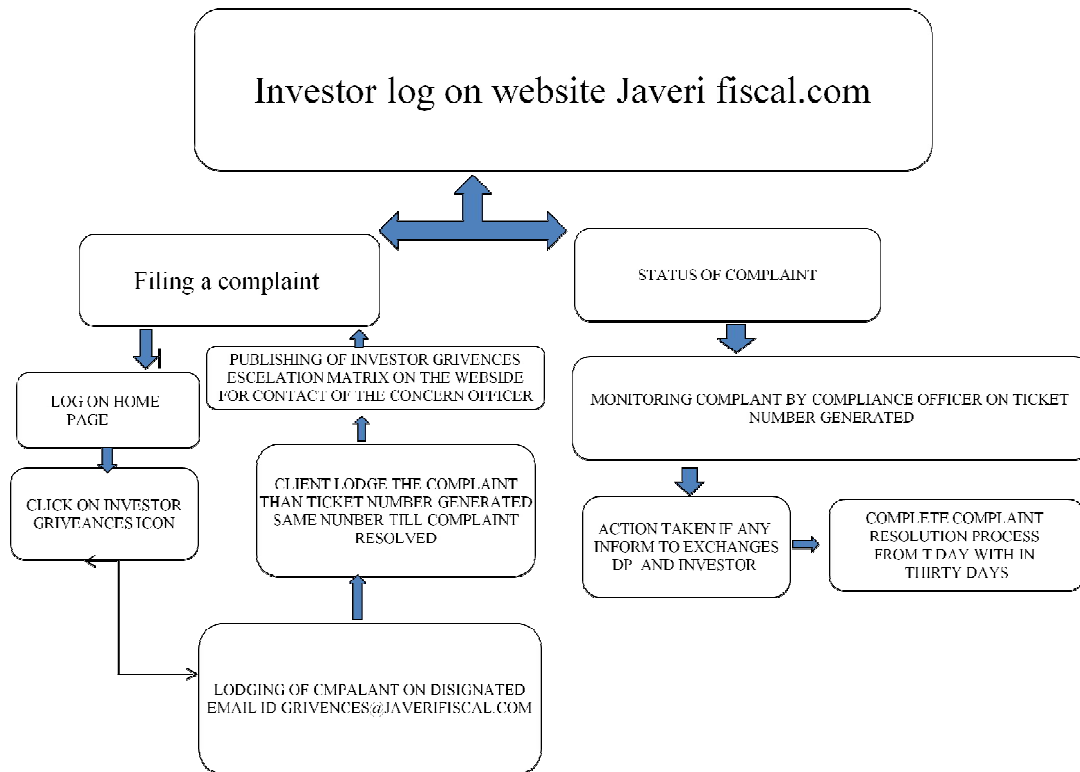 Investor log on website Javeri fiscal.com
Filing a complaint
STATUS OF COMPLAINT
LOG ON HOME
PAGE
PUBLISHING OF INVESTOR GRIVENCES
ESCELATION MATRIX ON THE WEBSIDE
FOR CONTACT OF THE CONCERN OFFICER
MONITORING COMPLANT BY COMPLIANCE OFFICER ON TICKET
NUMBER GENERATED
CLICK ON INVESTOR
GRIVEANCES ICON
CLIENT LODGE THE COMPLAINT
THAN TICKET NUMBER GENERATED
SAME NUNBER TILL COMPLAINT
RESOLVED
ACTION TAKEN IF ANY
INFORM TO EXCHANGES
DP AND INVESTOR
COMPLETE COMPLAINT
RESOLUTION PROCESS
FROM T DAY WITH IN
THIRTY DAYS
LODGING OF CMPALANT ON DISIGNATED
EMAIL ID GRIVENCES@JAVERIFISCAL.COM